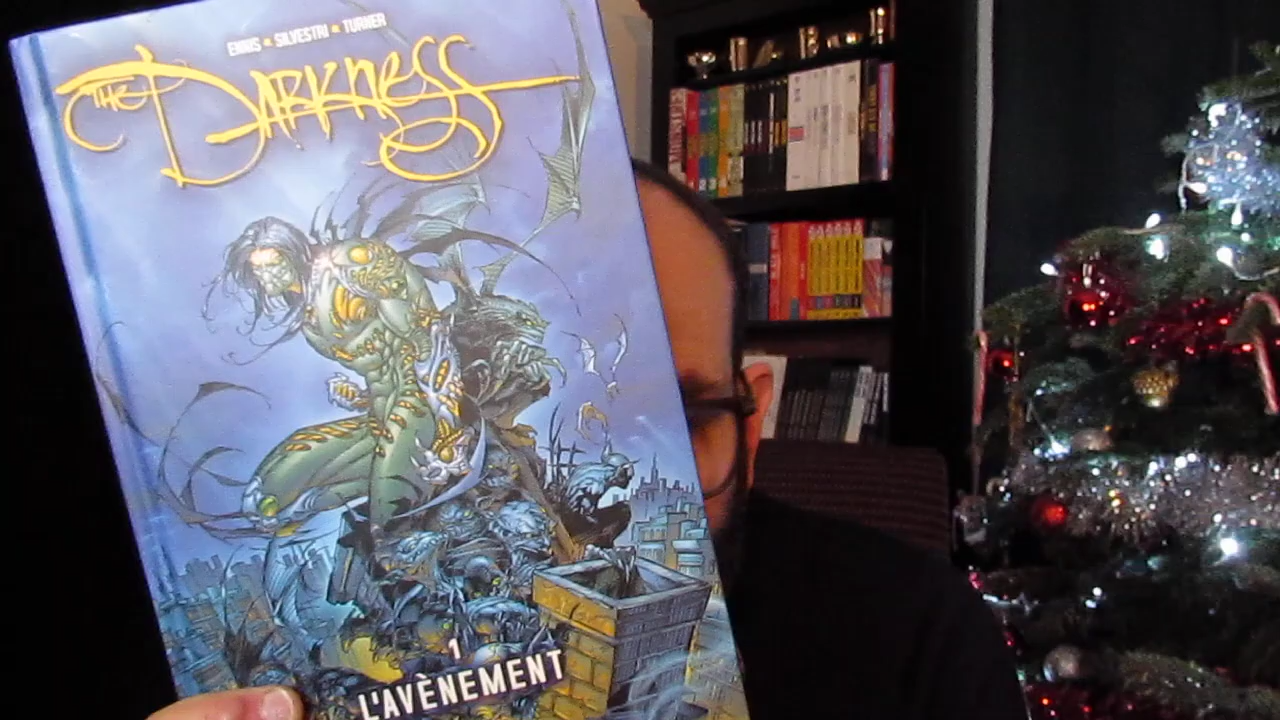 ENNIS * SILVESTRI * TURNER
THE DARKNESS
1
L'AVÈNEMENT